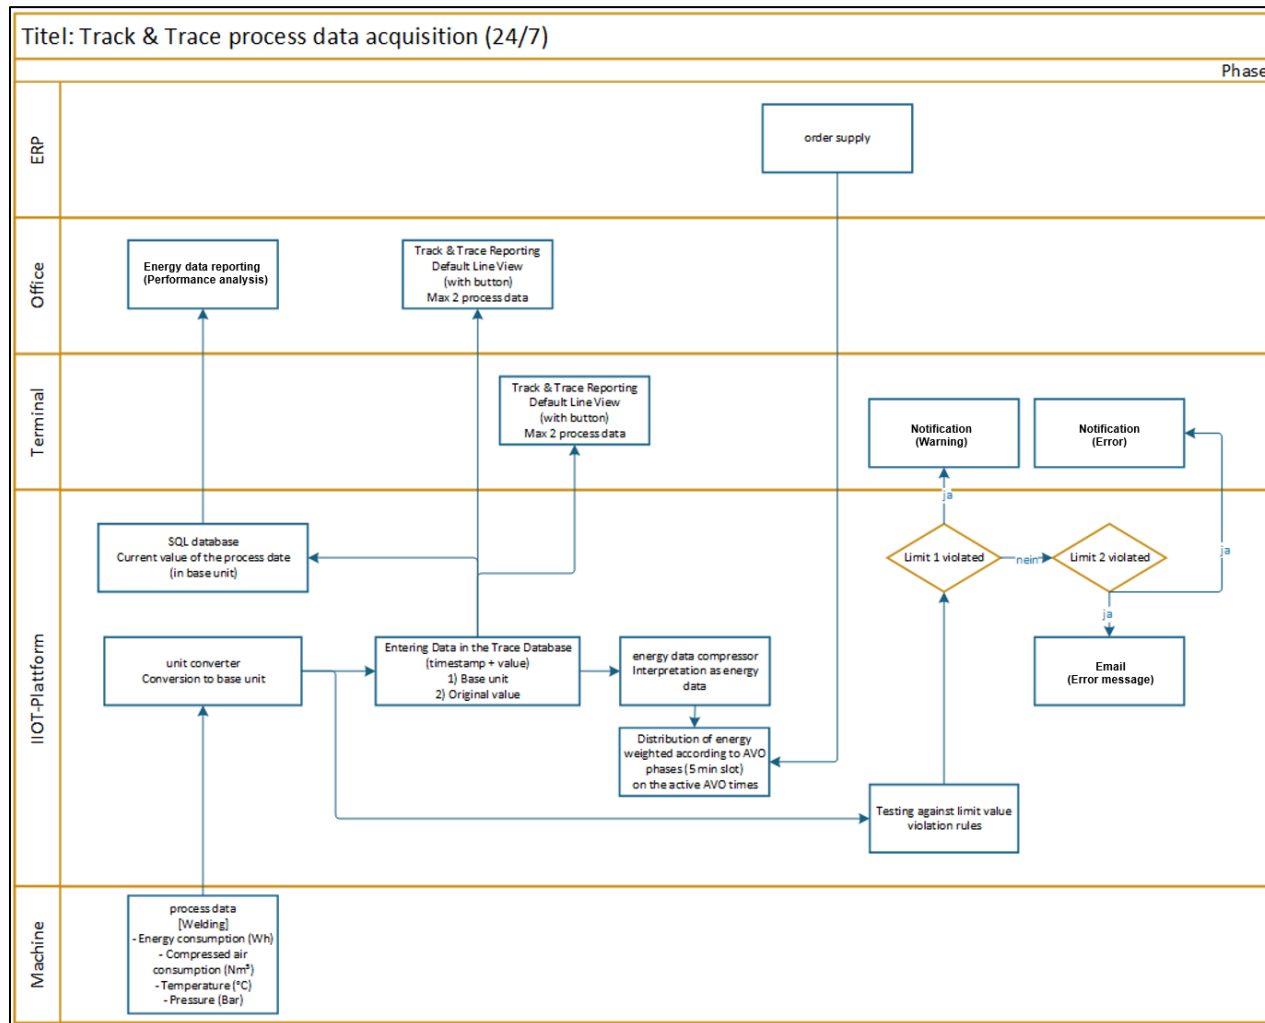 Titel: Track & Trace process data acquisition (24/7)
Phase
ERP
order supply
Office
Energy data reporting
(Performance analysis)
Track & Trace Reporting
Default Line View
(with button)
Max 2 process data
Terminal
Track & Trace Reporting
Default Line View
(with button)
Max 2 process data
Notification
(Warning)
Notification
(Error)
IIOT-Plattform
SQL database
Current value of the process date
(in base unit)
ja
Limit 1 violated
nein
Limit 2 violated
ja
ja
unit converter
Conversion to base unit
Entering Data in the Trace Database
(timestamp + value)
1) Base unit
2) Original value
energy data compressor
Interpretation as energy
data
Email
(Error message)
Distribution of energy
weighted according to AVO
phases (5 min slot)
on the active AVO times
Testing against limit value
violation rules
Machine
process data
[Welding]
- Energy consumption (Wh)
- Compressed air
consumption (Nm³)
- Temperature (°C)
- Pressure (Bar)